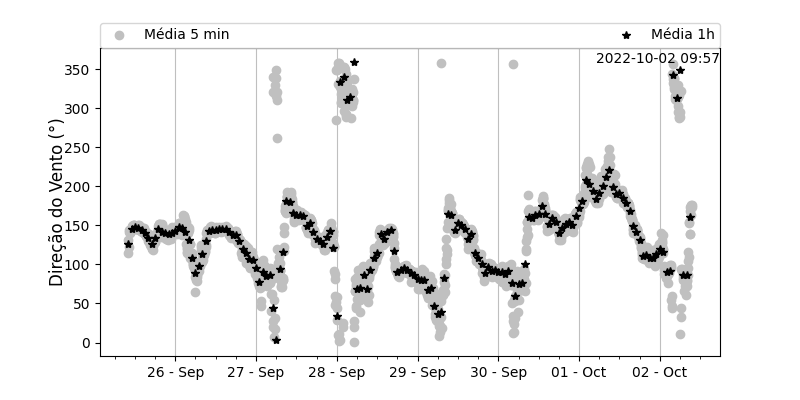 Média 5 min
Média 1h
2022-10-02 09:57
Direção do Vento (°)
350
300
250
200
150
100
50
0
26 - Sep
27 - Sep
28 - Sep
29 - Sep
30 - Sep
01 - Oct
02 - Oct